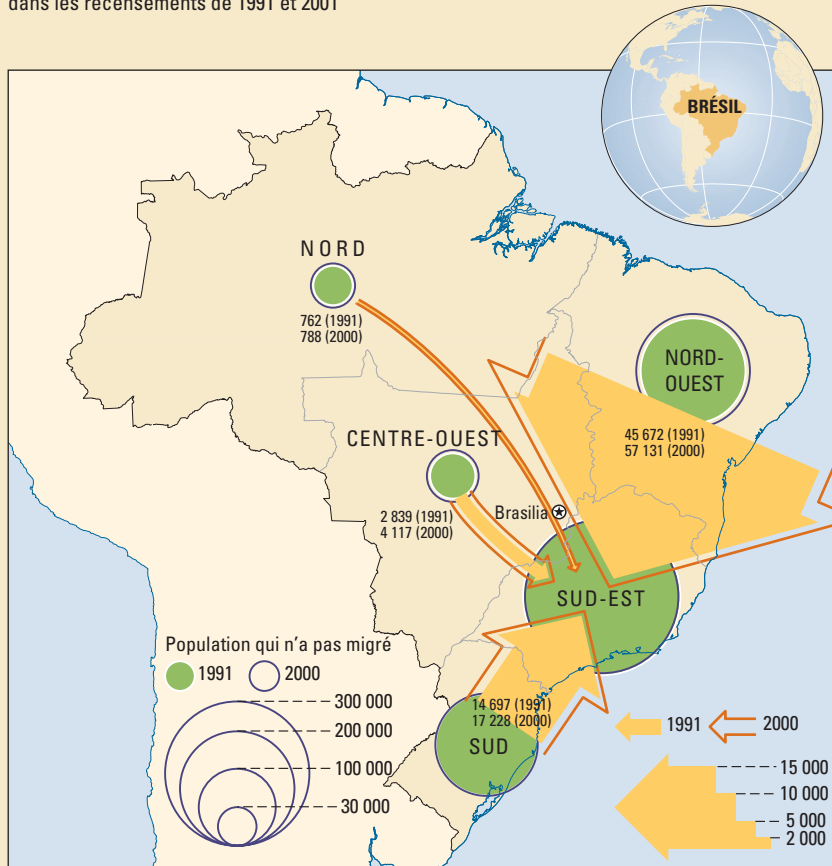 dans les recensements de 1991 et 2001
BRÉSIL
NORD
762 (1991)
788 (2000)
NORD-
OUEST
45 672 (1991)
57 131 (2000)
CENTRE-OUEST
2 839 (1991)
4 117 (2000)
Brasilia
SUD-EST
14 697 (1991)
17 228 (2000)
SUD
Population qui n'a pas migré
1991 2000
300 000
200 000
100 000
30 000
1991 2000
15 000
10 000
5 000
2 000